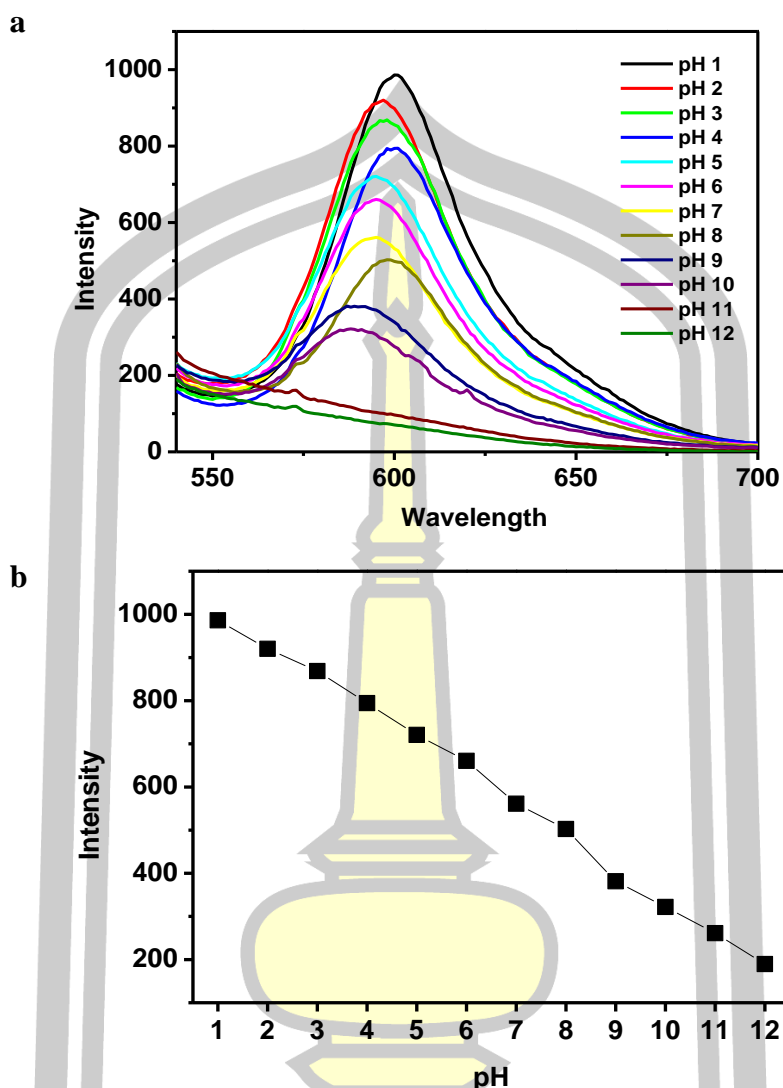 a
1000
800
600
400
200
0
Intensity
pH 1
pH 2
pH 3
pH 4
pH 5
pH 6
pH 7
pH 8
pH 9
pH 10
pH 11
pH 12
550 600 650 700
Wavelength
b
1000
800
600
400
200
Intensity
1 2 3 4 5 6 7 8 9 10 11 12
pH